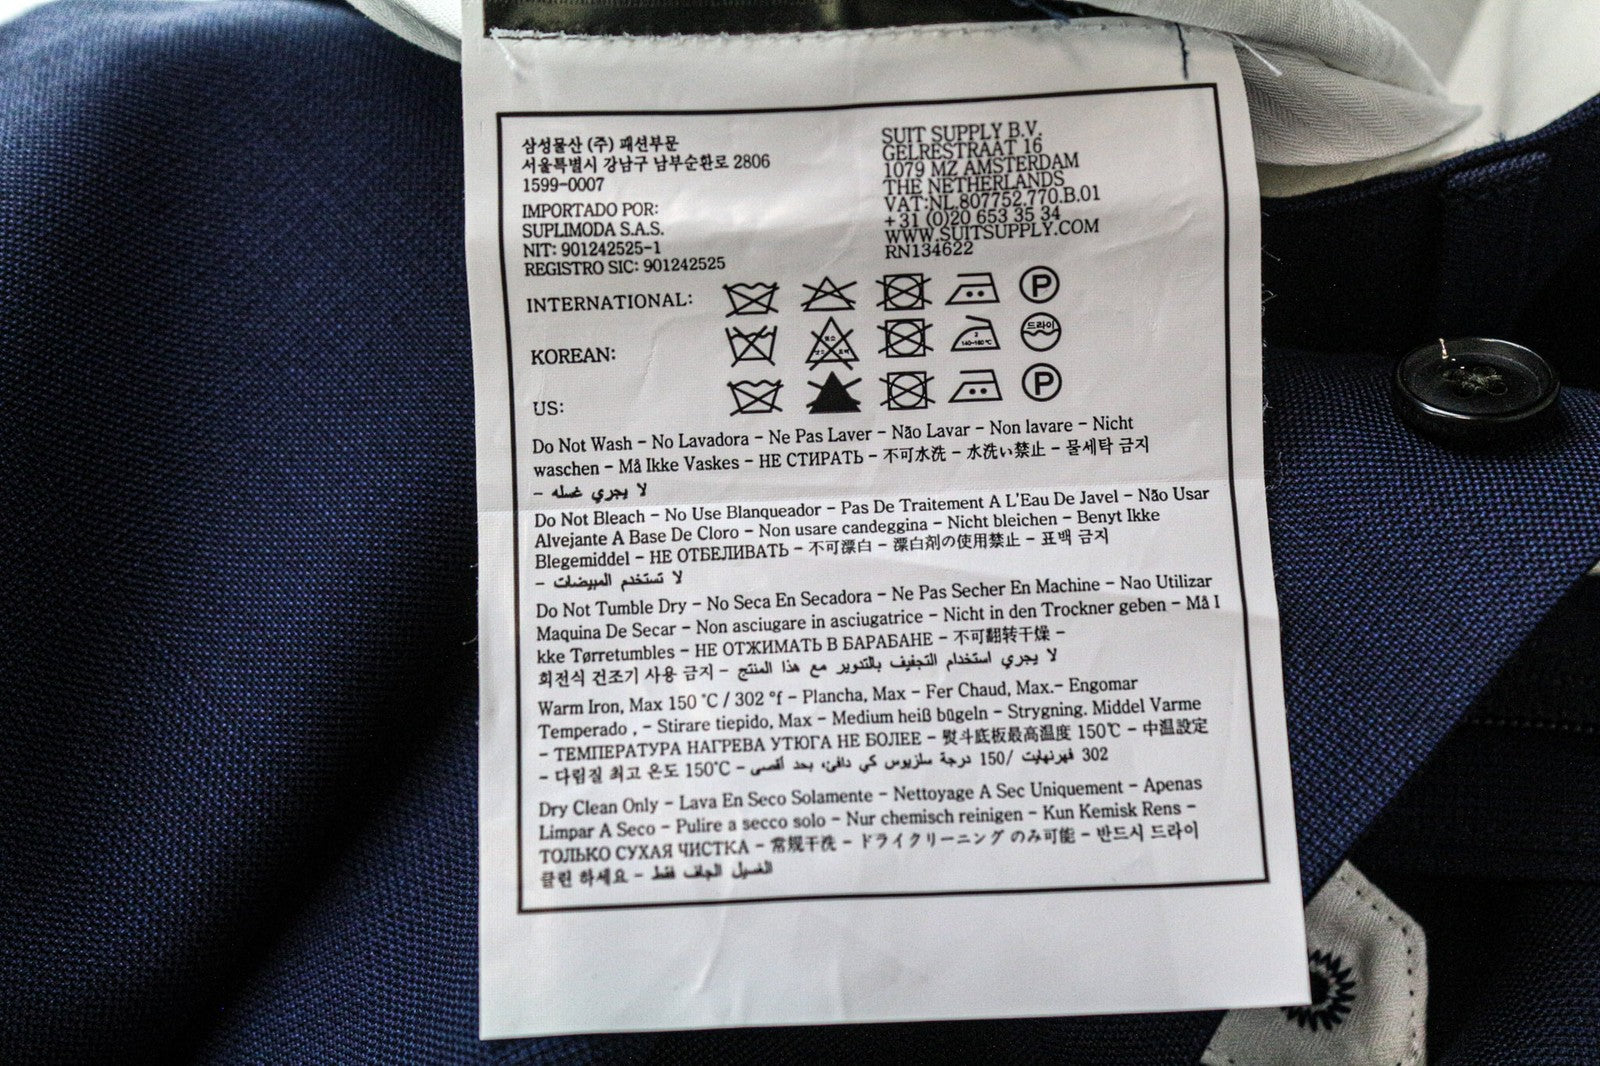 삼성물산 (주) 패션부문
서울특별시 강남구 남부순환로 2806
1599-0007
IMPORTADO POR:
SUPLIMODA S.A.S.
NIT: 901242525-1
REGISTRO SIC: 901242525
SUIT SUPPLY B.V.
GELRESTRAAT 16
1079 MZ AMSTERDAM
THE NETHERLANDS
VAT:NL.807752.770.B.01
+31 (0)20 653 35 34
WWW.SUITSUPPLY.COM
RN134622
INTERNATIONAL:
P
KOREAN:
2
140~160 ℃
드라이
US:
P
Do Not Wash - No Lavadora - Ne Pas Laver - Não Lavar - Non lavare - Nicht
waschen - Må Ikke Vaskes - НЕ СТИРАТЬ - 不可水洗 - 水洗い禁止 - 물세탁 금지
- لا يجري غسله
Do Not Bleach - No Use Blanqueador - Pas De Traitement A L'Eau De Javel - Não Usar
Alvejante A Base De Cloro - Non usare candeggina - Nicht bleichen - Benyt Ikke
Blegemiddel - НЕ ОТБЕЛИВАТЬ - 不可漂白 - 漂白剤の使用禁止 - 표백 금지
- لا تستخدم المبيضات
Do Not Tumble Dry - No Seca En Secadora - Ne Pas Secher En Machine - Nao Utilizar
Maquina De Secar - Non asciugare in asciugatrice - Nicht in den Trockner geben - Må I
kke Tørretumbles - НЕ ОТЖИМАТЬ В БАРАБАНЕ - 不可翻转干燥 -
회전식 건조기 사용 금지 - لا يجري استخدام التجفيف بالتدوير مع هذا المنتج
Warm Iron, Max 150 °C / 302 °f - Plancha, Max - Fer Chaud, Max.- Engomar
Temperado , - Stirare tiepido, Max - Medium heiß bügeln - Strygning. Middel Varme
- ТЕМПЕРАТУРА НАГРЕВА УТЮГА НЕ БОЛЕЕ - 熨斗底板最高温度 150℃ - 中温設定
- 다림질 최고 온도 150℃ - 302 فهرنهايت /150 درجة سلزيوس كي دافئ، بحد أقصى
Dry Clean Only - Lava En Seco Solamente - Nettoyage A Sec Uniquement - Apenas
Limpar A Seco - Pulire a secco solo - Nur chemisch reinigen - Kun Kemisk Rens -
ТОЛЬКО СУХАЯ ЧИСТКА - 常规干洗 - ドライクリーニング のみ可能 - 반드시 드라이
클린 하세요 - الغسيل الجاف فقط